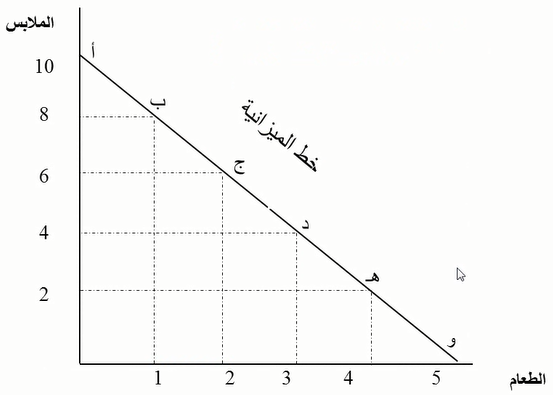 الملابس
أ
10
ب
8
خط الميزانية
ج
6
د
4
هـ
2
و
1 2 3 4 5
الطعام